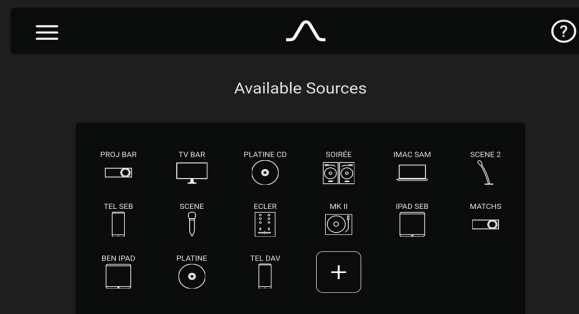 Available Sources
PROJ BAR TV BAR PLATINE CD SOIRÉE IMAC SAM SCENE 2
TEL SEB SCENE ECLER MK II IPAD SEB MATCHS
BEN IPAD PLATINE TEL DAV